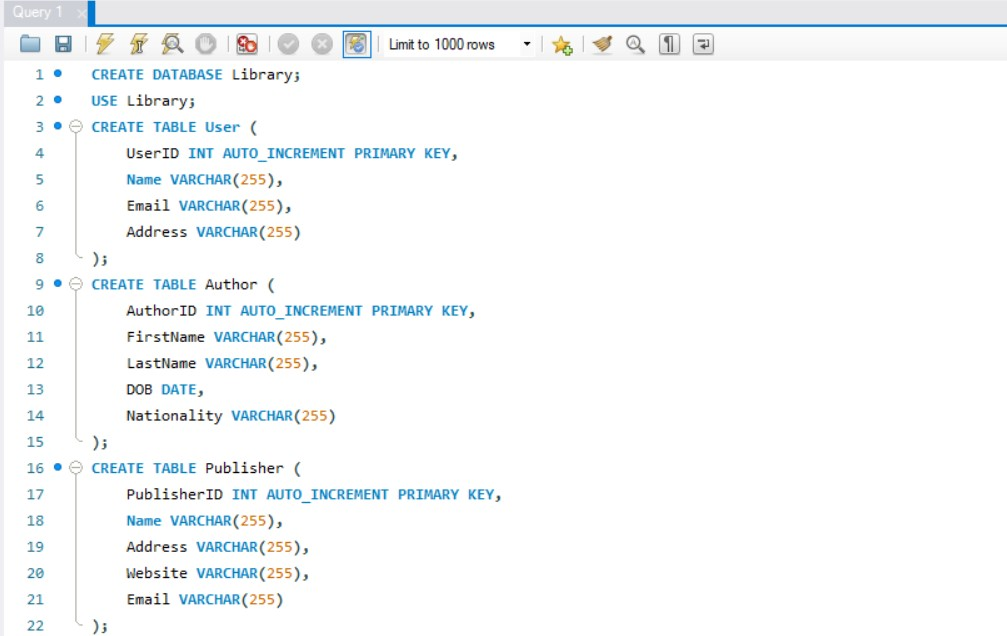 Query 1
Limit to 1000 rows
1 CREATE DATABASE Library;
2 USE Library;
3 CREATE TABLE User (
4 UserID INT AUTO_INCREMENT PRIMARY KEY,
5 Name VARCHAR(255),
6 Email VARCHAR(255),
7 Address VARCHAR(255)
8 );
9 CREATE TABLE Author (
10 AuthorID INT AUTO_INCREMENT PRIMARY KEY,
11 FirstName VARCHAR(255),
12 LastName VARCHAR(255),
13 DOB DATE,
14 Nationality VARCHAR(255)
15 );
16 CREATE TABLE Publisher (
17 PublisherID INT AUTO_INCREMENT PRIMARY KEY,
18 Name VARCHAR(255),
19 Address VARCHAR(255),
20 Website VARCHAR(255),
21 Email VARCHAR(255)
22 );